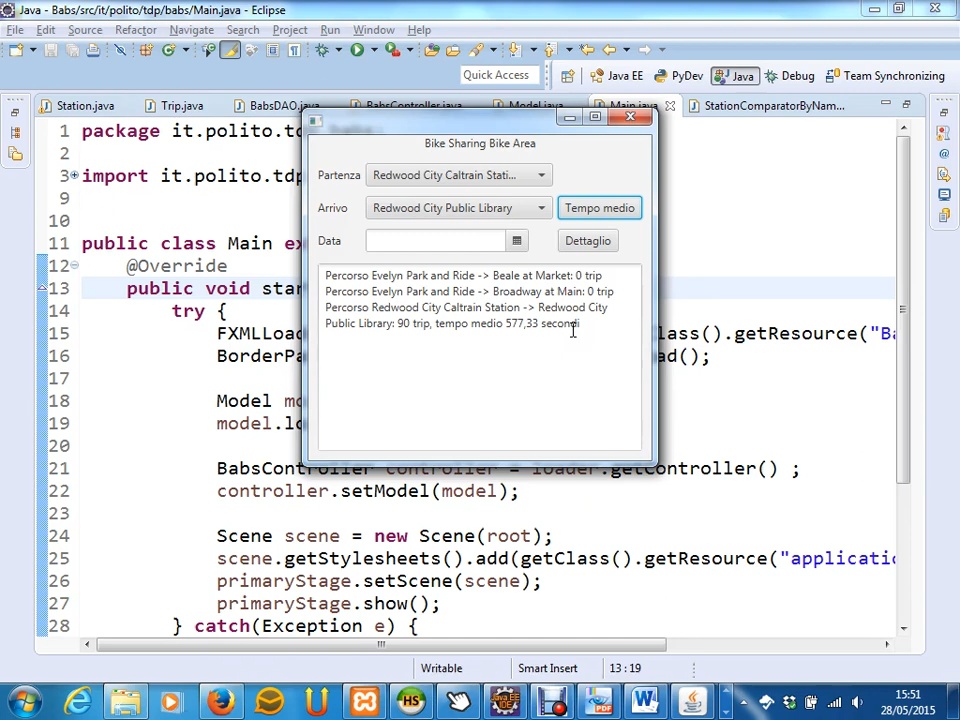 Java - Babs/src/it/polito/tdp/babs/Main.java - Eclipse
File Edit Source Refactor Navigate Search Project Run Window Help
Quick Access Java EE PyDev Java Debug Team Synchronizing
Station.java Trip.java BabsDAO.java BabsController.java Model.java Main.java StationComparatorByNam...
1 package it.polito.tdp.babs;
2
3 import it.polito.tdp
9
10
11 public class Main ex
12 @Override
13 public void star
14 try {
15 FXMLLoa lass().getResource("Ba
16 BorderPa ad();
17
18 Model mo
19 model.lo
20
21 BabsController controller = loader.getController() ;
22 controller.setModel(model);
23
24 Scene scene = new Scene(root);
25 scene.getStylesheets().add(getClass().getResource("applicatio
26 primaryStage.setScene(scene);
27 primaryStage.show();
28 } catch(Exception e) {
Bike Sharing Bike Area
Partenza Redwood City Caltrain Stati...
Arrivo Redwood City Public Library Tempo medio
Data Dettaglio
Percorso Evelyn Park and Ride -> Beale at Market: 0 trip
Percorso Evelyn Park and Ride -> Broadway at Main: 0 trip
Percorso Redwood City Caltrain Station -> Redwood City
Public Library: 90 trip, tempo medio 577,33 secondi
Writable Smart Insert 13 : 19
15:51
28/05/2015